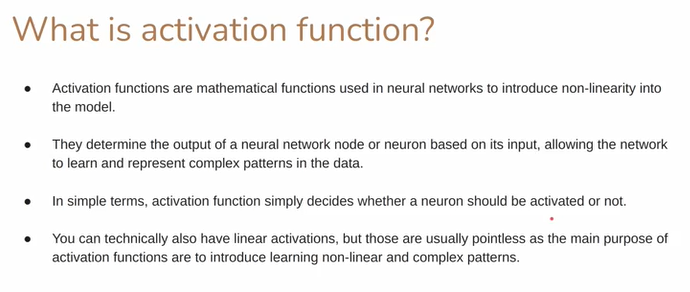 What is activation function?
● Activation functions are mathematical functions used in neural networks to introduce non-linearity into
the model.
● They determine the output of a neural network node or neuron based on its input, allowing the network
to learn and represent complex patterns in the data.
● In simple terms, activation function simply decides whether a neuron should be activated or not.
● You can technically also have linear activations, but those are usually pointless as the main purpose of
activation functions are to introduce learning non-linear and complex patterns.